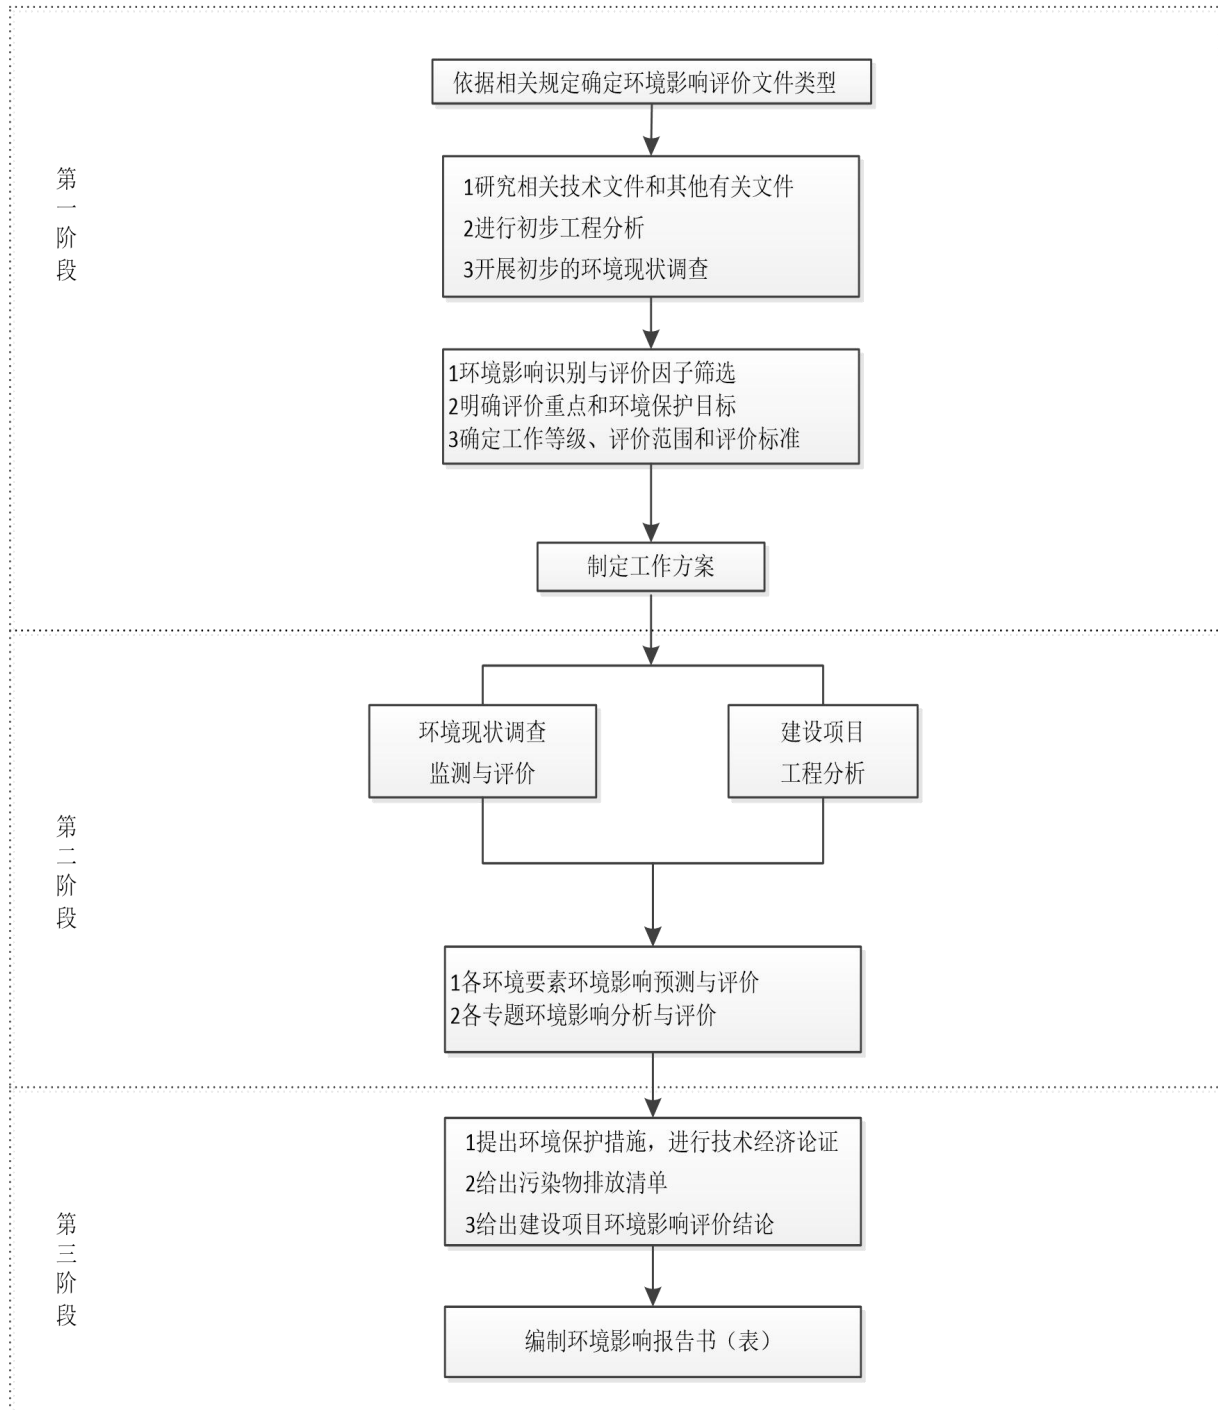 依据相关规定确定环境影响评价文件类型
第一阶段
1研究相关技术文件和其他有关文件
2进行初步工程分析
3开展初步的环境现状调查
1环境影响识别与评价因子筛选
2明确评价重点和环境保护目标
3确定工作等级、评价范围和评价标准
制定工作方案
第二阶段
环境现状调查
监测与评价
建设项目
工程分析
1各环境要素环境影响预测与评价
2各专题环境影响分析与评价
第三阶段
1提出环境保护措施，进行技术经济论证
2给出污染物排放清单
3给出建设项目环境影响评价结论
编制环境影响报告书（表）